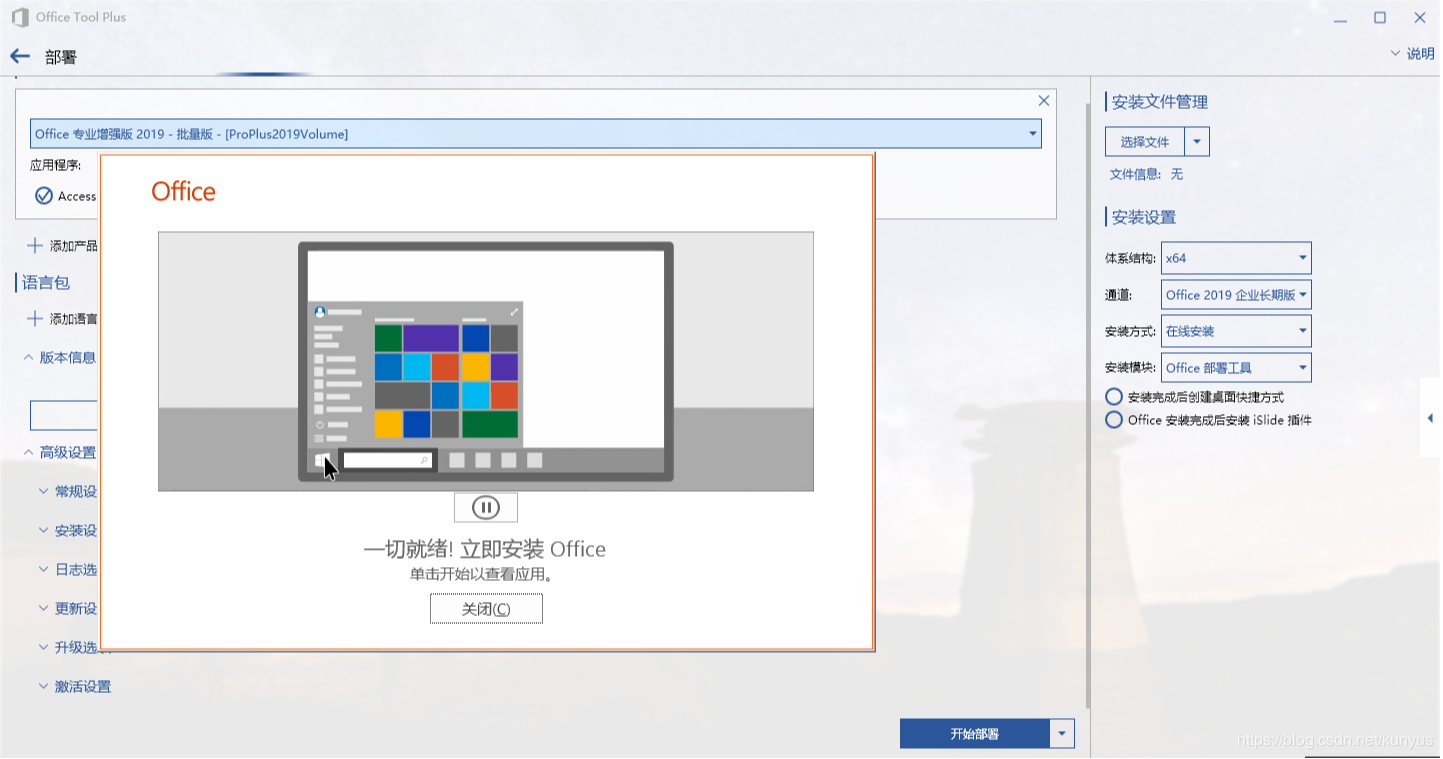 Office Tool Plus
部署
说明
Office 专业增强版 2019 - 批量版 - [ProPlus2019Volume]
应用程序:
Access
添加产品
语言包
添加语言
版本信息
高级设置
常规设
安装设
日志选
更新设
升级选
激活设置
Office
一切就绪! 立即安装 Office
单击开始以查看应用。
关闭(C)
开始部署
安装文件管理
选择文件
文件信息: 无
安装设置
体系结构: x64
通道: Office 2019 企业长期版
安装方式: 在线安装
安装模块: Office 部署工具
安装完成后创建桌面快捷方式
Office 安装完成后安装 iSlide 插件
https://blog.csdn.net/kunyus